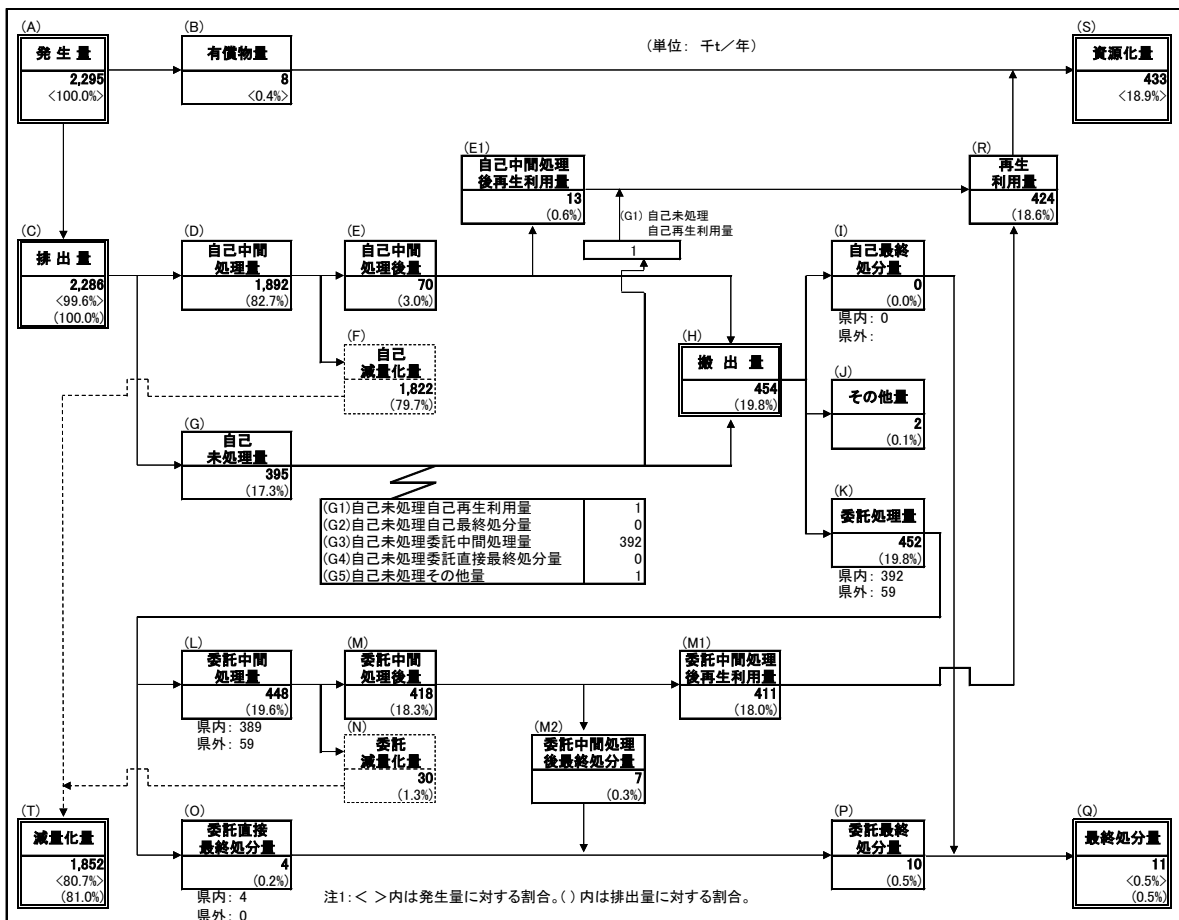 (A)
発 生 量
2,295
<100.0%>
(B)
有償物量
8
<0.4%>
(単位: 千t/年)
(S)
資源化量
433
<18.9%>
(E1)
自己中間処理
後再生利用量
13
(0.6%)
(G1) 自己未処理
自己再生利用量
1
(R)
再生
利用量
424
(18.6%)
(C)
排 出 量
2,286
<99.6%>
(100.0%)
(D)
自己中間
処理量
1,892
(82.7%)
(E)
自己中間
処理後量
70
(3.0%)
(I)
自己最終
処分量
0
(0.0%)
県内: 0
県外:
(F)
自己
減量化量
1,822
(79.7%)
(H)
搬 出 量
454
(19.8%)
(J)
その他量
2
(0.1%)
(G)
自己
未処理量
395
(17.3%)
(G1)自己未処理自己再生利用量 1
(G2)自己未処理自己最終処分量 0
(G3)自己未処理委託中間処理量 392
(G4)自己未処理委託直接最終処分量 0
(G5)自己未処理その他量 1
(K)
委託処理量
452
(19.8%)
県内: 392
県外: 59
(L)
委託中間
処理量
448
(19.6%)
県内: 389
県外: 59
(M)
委託中間
処理後量
418
(18.3%)
(M1)
委託中間処理
後再生利用量
411
(18.0%)
(N)
委託
減量化量
30
(1.3%)
(M2)
委託中間処理
後最終処分量
7
(0.3%)
(T)
減量化量
1,852
<80.7%>
(81.0%)
(O)
委託直接
最終処分量
4
(0.2%)
県内: 4
県外: 0
(P)
委託最終
処分量
10
(0.5%)
(Q)
最終処分量
11
<0.5%>
(0.5%)
注1:< >内は発生量に対する割合。( )内は排出量に対する割合。